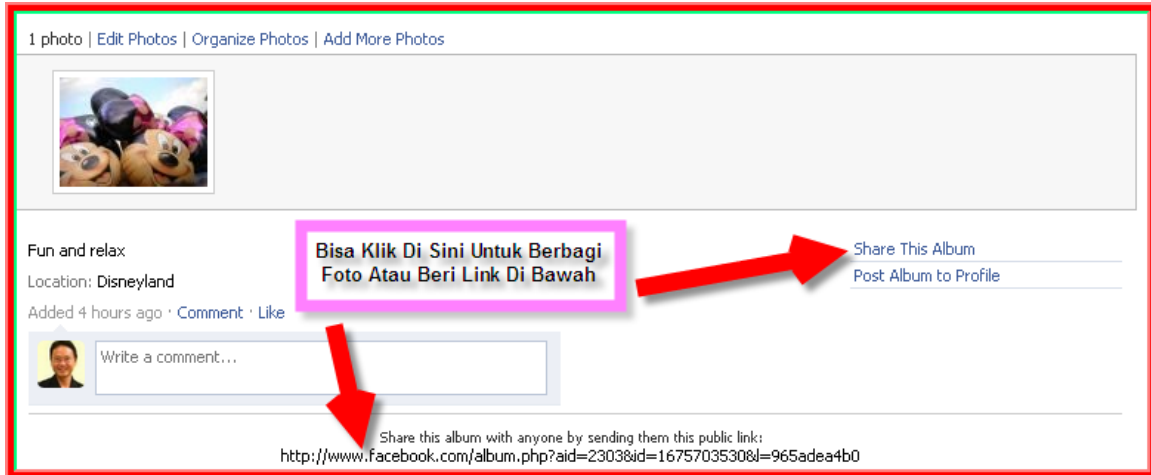 1 photo | Edit Photos | Organize Photos | Add More Photos
Fun and relax
Location: Disneyland
Added 4 hours ago · Comment · Like
Write a comment...
Bisa Klik Di Sini Untuk Berbagi
Foto Atau Beri Link Di Bawah
Share This Album
Post Album to Profile
Share this album with anyone by sending them this public link:
http://www.facebook.com/album.php?aid=2303&id=1675703530&l=965adea4b0